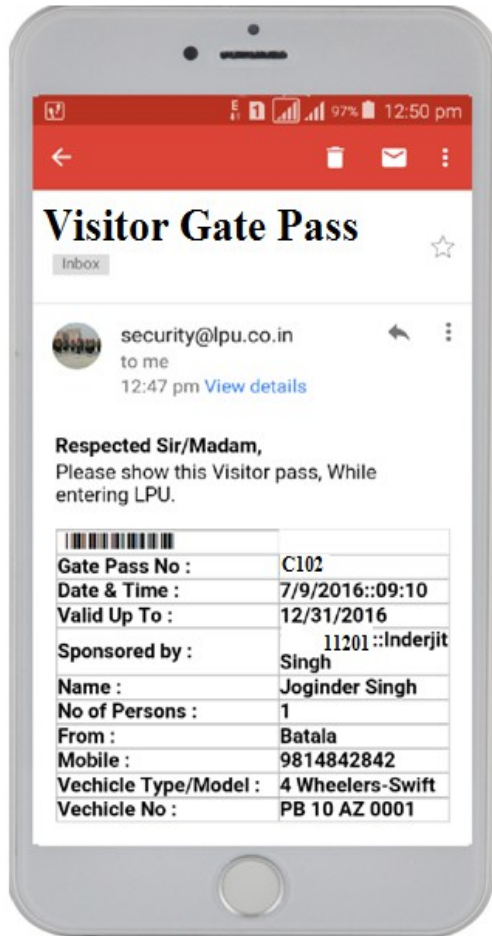 97% 12:50 pm
Visitor Gate Pass
Inbox
security@lpu.co.in
to me
12:47 pm View details
Respected Sir/Madam,
Please show this Visitor pass, While
entering LPU.
Gate Pass No : C102
Date & Time : 7/9/2016::09:10
Valid Up To : 12/31/2016
Sponsored by : 11201 ::Inderjit
Singh
Name : Joginder Singh
No of Persons : 1
From : Batala
Mobile : 9814842842
Vechicle Type/Model : 4 Wheelers-Swift
Vechicle No : PB 10 AZ 0001